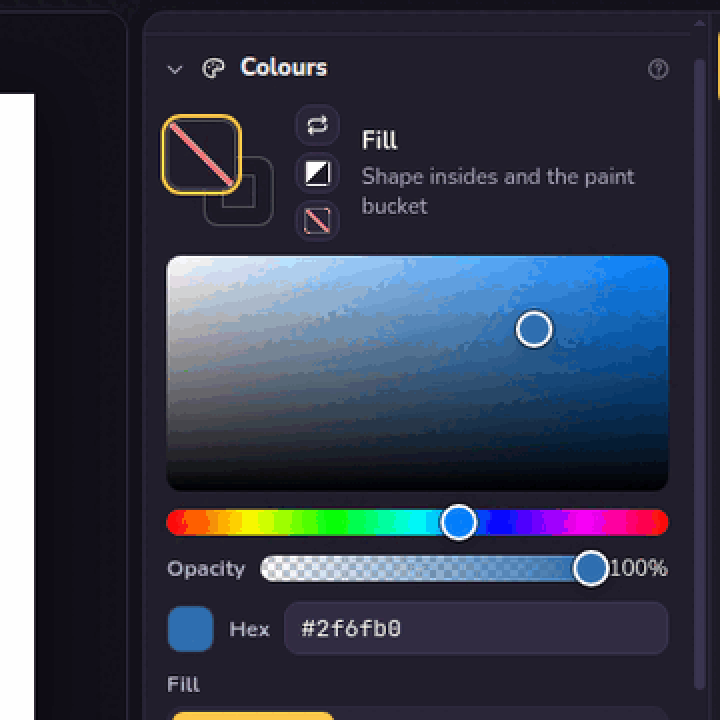 Colours
Fill
Shape insides and the paint
bucket
Opacity
100%
Hex
#2f6fb0
Fill